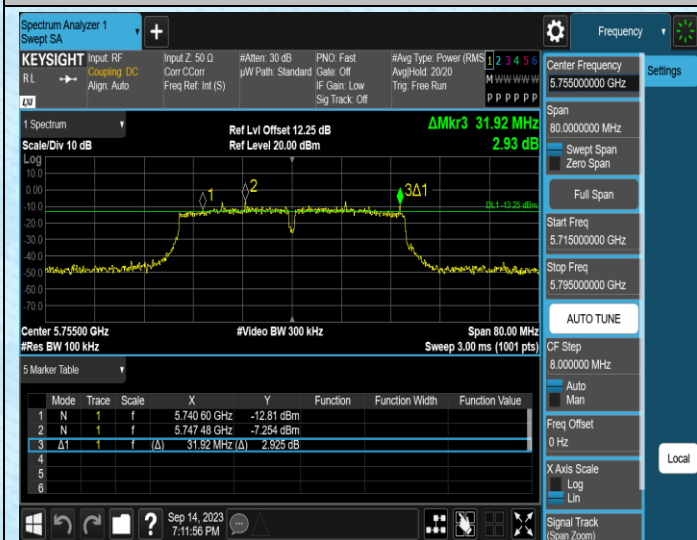 Spectrum Analyzer 1
Swept SA
+
Frequency
KEYSIGHT
RL
LXI
Input: RF
Coupling: DC
Align: Auto
Input Z: 50 Ω
Corr CCorr
Freq Ref: Int (S)
#Atten: 30 dB
µW Path: Standard
PNO: Fast
Gate: Off
IF Gain: Low
Sig Track: Off
#Avg Type: Power (RMS
Avg|Hold: 20/20
Trig: Free Run
1 2 3 4 5 6
M W W W W W
P P P P P P
Center Frequency
5.755000000 GHz
Settings
1 Spectrum
Scale/Div 10 dB
Ref Lvl Offset 12.25 dB
Ref Level 20.00 dBm
ΔMkr3 31.92 MHz
2.93 dB
Span
80.0000000 MHz
Swept Span
Zero Span
Full Span
Log
10.0
0.00
-10.0
-20.0
-30.0
-40.0
-50.0
-60.0
-70.0
1
2
3Δ1
DL1 -13.25 dBm
Start Freq
5.715000000 GHz
Stop Freq
5.795000000 GHz
AUTO TUNE
Center 5.75500 GHz
#Res BW 100 kHz
#Video BW 300 kHz
Span 80.00 MHz
Sweep 3.00 ms (1001 pts)
CF Step
8.000000 MHz
Auto
Man
5 Marker Table
Mode Trace Scale X Y Function Function Width Function Value
1 N 1 f 5.740 60 GHz -12.81 dBm
2 N 1 f 5.747 48 GHz -7.254 dBm
3 Δ1 1 f (Δ) 31.92 MHz (Δ) 2.925 dB
4
5
6
Freq Offset
0 Hz
X Axis Scale
Log
Lin
Local
Signal Track
(Span Zoom)
?
Sep 14, 2023
7:11:56 PM